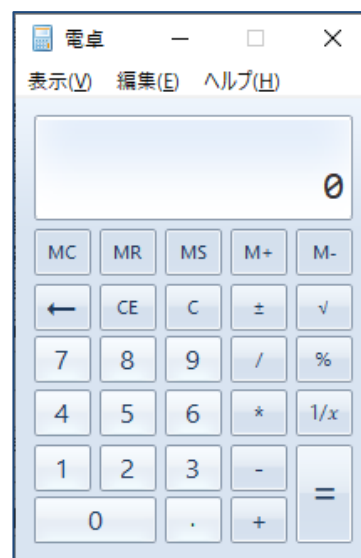 電卓
表示(V) 編集(E) ヘルプ(H)
0
MC MR MS M+ M-
← CE C ± √
7 8 9 / %
4 5 6 * 1/x
1 2 3 - =
0 . +